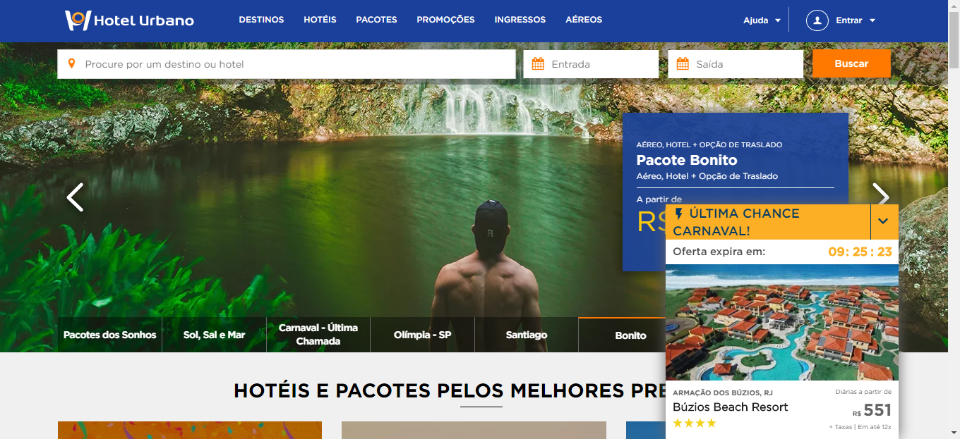 Hotel Urbano
DESTINOS HOTÉIS PACOTES PROMOÇÕES INGRESSOS AÉREOS
Ajuda Entrar
Procure por um destino ou hotel
Entrada
Saída
Buscar
AÉREO, HOTEL + OPÇÃO DE TRASLADO
Pacote Bonito
Aéreo, Hotel + Opção de Traslado
A partir de
R$
ÚLTIMA CHANCE
CARNAVAL!
Oferta expira em: 09: 25: 23
Pacotes dos Sonhos
Sol, Sal e Mar
Carnaval - Última
Chamada
Olímpia - SP
Santiago
Bonito
HOTÉIS E PACOTES PELOS MELHORES PRE
ARMAÇÃO DOS BÚZIOS, RJ
Búzios Beach Resort
Diárias a partir de
R$ 551
+ Taxas | Em até 12x